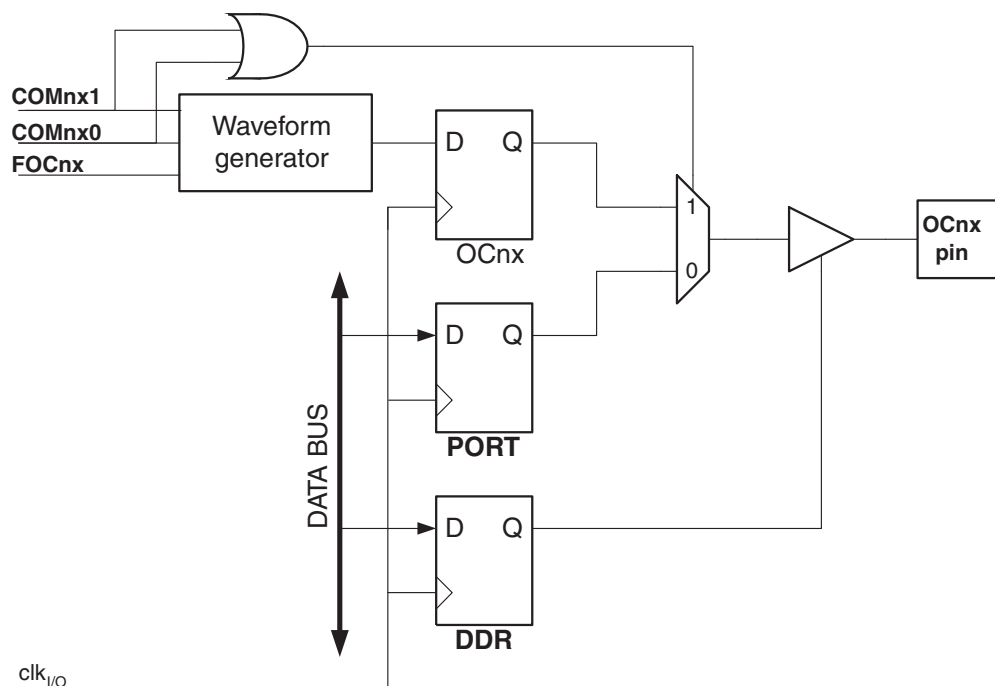 COMnx1
COMnx0
FOCnx
Waveform
generator
D Q
OCnx
1
0
OCnx
pin
D Q
PORT
DATA BUS
D Q
DDR
clkI/O